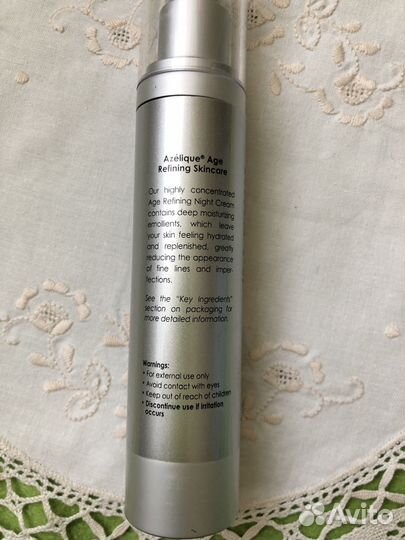 Azélique® Age
Refining Skincare
Our highly concentrated
Age Refining Night Cream
contains deep moisturizing
emollients, which leave
your skin feeling hydrated
and replenished, greatly
reducing the appearance
of fine lines and imper-
fections.
See the "Key Ingredients"
section on packaging for
more detailed information.
Warnings:
• For external use only
• Avoid contact with eyes
• Keep out of reach of children
• Discontinue use if irritation
occurs
Avito